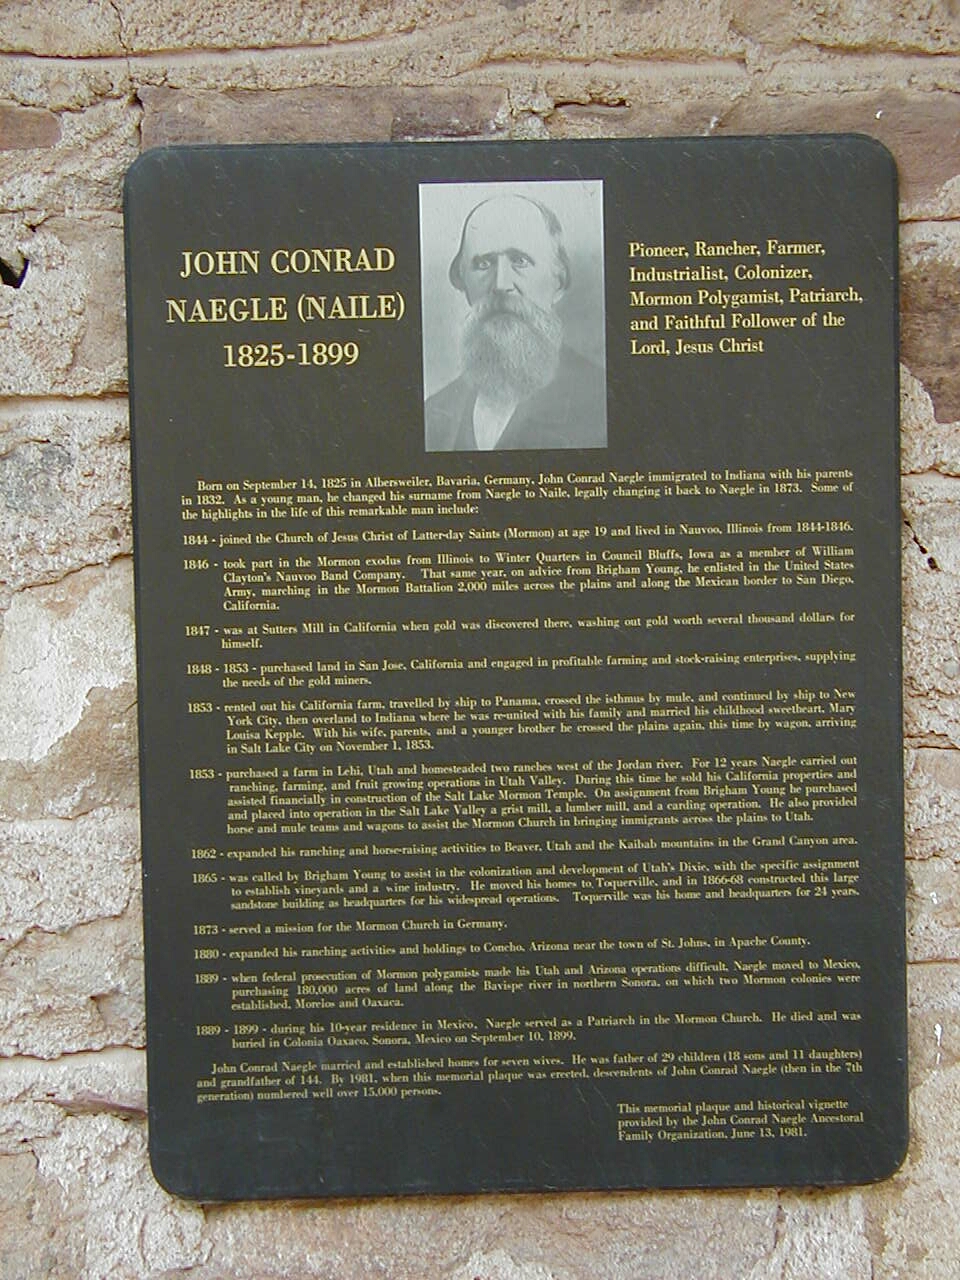 JOHN CONRAD
NAEGLE (NAILE)
1825-1899
Pioneer, Rancher, Farmer,
Industrialist, Colonizer,
Mormon Polygamist, Patriarch,
and Faithful Follower of the
Lord, Jesus Christ
Born on September 14, 1825 in Albersweiler, Bavaria, Germany, John Conrad Naegle immigrated to Indiana with his parents
in 1832. As a young man, he changed his surname from Naegle to Naile, legally changing it back to Naegle in 1873. Some of
the highlights in the life of this remarkable man include:
1844 - joined the Church of Jesus Christ of Latter-day Saints (Mormon) at age 19 and lived in Nauvoo, Illinois from 1844-1846.
1846 - took part in the Mormon exodus from Illinois to Winter Quarters in Council Bluffs, Iowa as a member of William
Clayton's Nauvoo Band Company. That same year, on advice from Brigham Young, he enlisted in the United States
Army, marching in the Mormon Battalion 2,000 miles across the plains and along the Mexican border to San Diego,
California.
1847 - was at Sutters Mill in California when gold was discovered there, washing out gold worth several thousand dollars for
himself.
1848 - 1853 - purchased land in San Jose, California and engaged in profitable farming and stock-raising enterprises, supplying
the needs of the gold miners.
1853 - rented out his California farm, travelled by ship to Panama, crossed the isthmus by mule, and continued by ship to New
York City, then overland to Indiana where he was re-united with his family and married his childhood sweetheart, Mary
Louisa Kepple. With his wife, parents, and a younger brother he crossed the plains again, this time by wagon, arriving
in Salt Lake City on November 1, 1853.
1853 - purchased a farm in Lehi, Utah and homesteaded two ranches west of the Jordan river. For 12 years Naegle carried out
ranching, farming, and fruit growing operations in Utah Valley. During this time he sold his California properties and
assisted financially in construction of the Salt Lake Mormon Temple. On assignment from Brigham Young he purchased
and placed into operation in the Salt Lake Valley a grist mill, a lumber mill, and a carding operation. He also provided
horse and mule teams and wagons to assist the Mormon Church in bringing immigrants across the plains to Utah.
1862 - expanded his ranching and horse-raising activities to Beaver, Utah and the Kaibab mountains in the Grand Canyon area.
1865 - was called by Brigham Young to assist in the colonization and development of Utah's Dixie, with the specific assignment
to establish vineyards and a wine industry. He moved his homes to Toquerville, and in 1866-68 constructed this large
sandstone building as headquarters for his widespread operations. Toquerville was his home and headquarters for 24 years.
1873 - served a mission for the Mormon Church in Germany.
1880 - expanded his ranching activities and holdings to Concho, Arizona near the town of St. Johns, in Apache County.
1889 - when federal prosecution of Mormon polygamists made his Utah and Arizona operations difficult, Naegle moved to Mexico,
purchasing 180,000 acres of land along the Bavispe river in northern Sonora, on which two Mormon colonies were
established, Morelos and Oaxaca.
1889 - 1899 - during his 10-year residence in Mexico, Naegle served as a Patriarch in the Mormon Church. He died and was
buried in Colonia Oaxaco, Sonora, Mexico on September 10, 1899.
John Conrad Naegle married and established homes for seven wives. He was father of 29 children (18 sons and 11 daughters)
and grandfather of 144. By 1981, when this memorial plaque was erected, descendents of John Conrad Naegle (then in the 7th
generation) numbered well over 15,000 persons.
This memorial plaque and historical vignette
provided by the John Conrad Naegle Ancestoral
Family Organization, June 13, 1981.